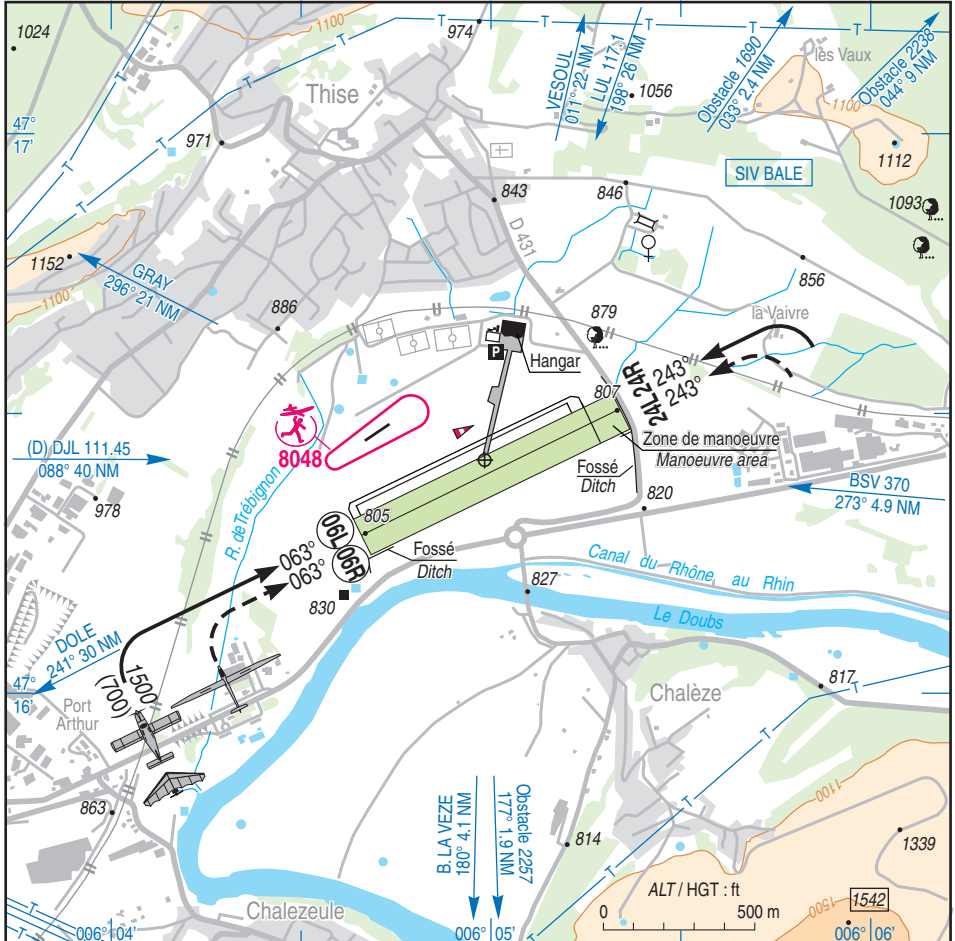 1024
974
Thise
VESOUL
011° 22 NM
LUL 117.1
198° 26 NM
1056
Obstacle 1690
033° 2.4 NM
lès Vaux
Obstacle 2238
044° 9 NM
1100
1100
47°
17'
971
1112
SIV BALE
843
846
1093
D 431
1152
1100
GRAY
296° 21 NM
856
886
879
la Vaivre
P
Hangar
243°
243°
24L24R
807
8048
Zone de manoeuvre
Manoeuvre area
(D) DJL 111.45
088° 40 NM
Fossé
Ditch
BSV 370
273° 4.9 NM
978
R. de Trébignon
820
805
06L 06R
063°
063°
Fossé
Ditch
830
827
Canal du Rhône au Rhin
Le Doubs
DOLE
241° 30 NM
1500
(700)
47°
16'
Port
Arthur
Chalèze
817
863
B. LA VEZE
180° 4.1 NM
Obstacle 2257
177° 1.9 NM
814
1100
1339
ALT / HGT : ft
0 500 m
1542
1500
Chalezeule
006° 04'
006° 05'
006° 06'
T T T T T T T T T